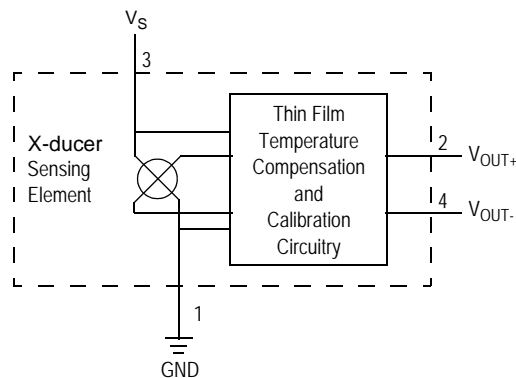 VS
3
X-ducer
Sensing
Element
Thin Film
Temperature
Compensation
and
Calibration
Circuitry
2
VOUT+
4
VOUT-
1
GND